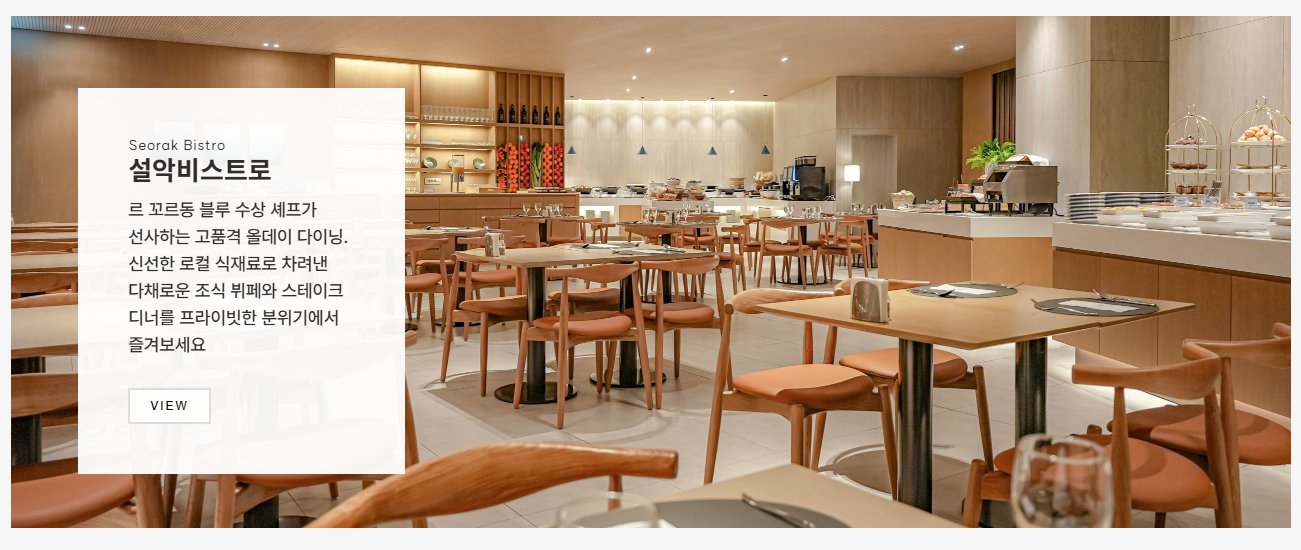 Seorak Bistro
설악비스트로
르 꼬르동 블루 수상 셰프가
선사하는 고품격 올데이 다이닝.
신선한 로컬 식재료로 차려낸
다채로운 조식 뷔페와 스테이크
디너를 프라이빗한 분위기에서
즐겨보세요
VIEW